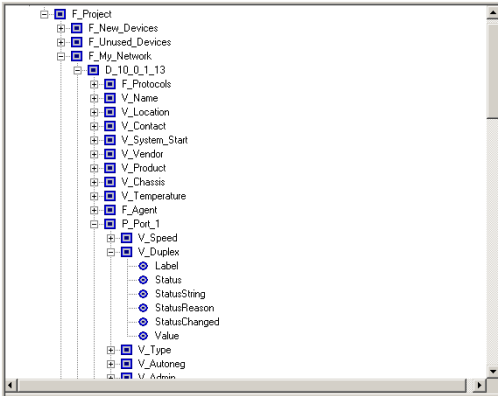 F_Project
F_New_Devices
F_Unused_Devices
F_My_Network
D_10_0_1_13
F_Protocols
V_Name
V_Location
V_Contact
V_System_Start
V_Vendor
V_Product
V_Chassis
V_Temperature
F_Agent
P_Port_1
V_Speed
V_Duplex
Label
Status
StatusString
StatusReason
StatusChanged
Value
V_Type
V_Autoneg
V_Admin